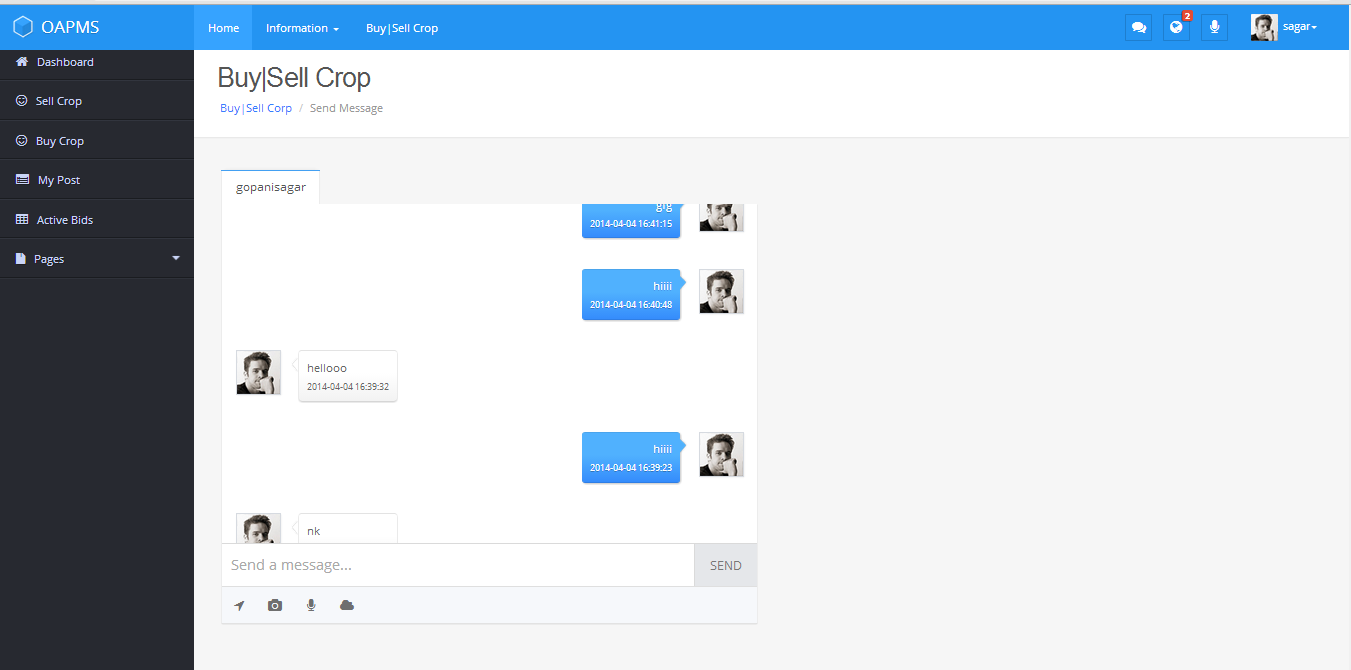 OAPMS
Home
Information
Buy|Sell Crop
2
sagar
Dashboard
Sell Crop
Buy Crop
My Post
Active Bids
Pages
Buy|Sell Crop
Buy|Sell Corp / Send Message
gopanisagar
2014-04-04 16:41:15
hiiii
2014-04-04 16:40:48
hellooo
2014-04-04 16:39:32
hiiii
2014-04-04 16:39:23
nk
Send a message...
SEND